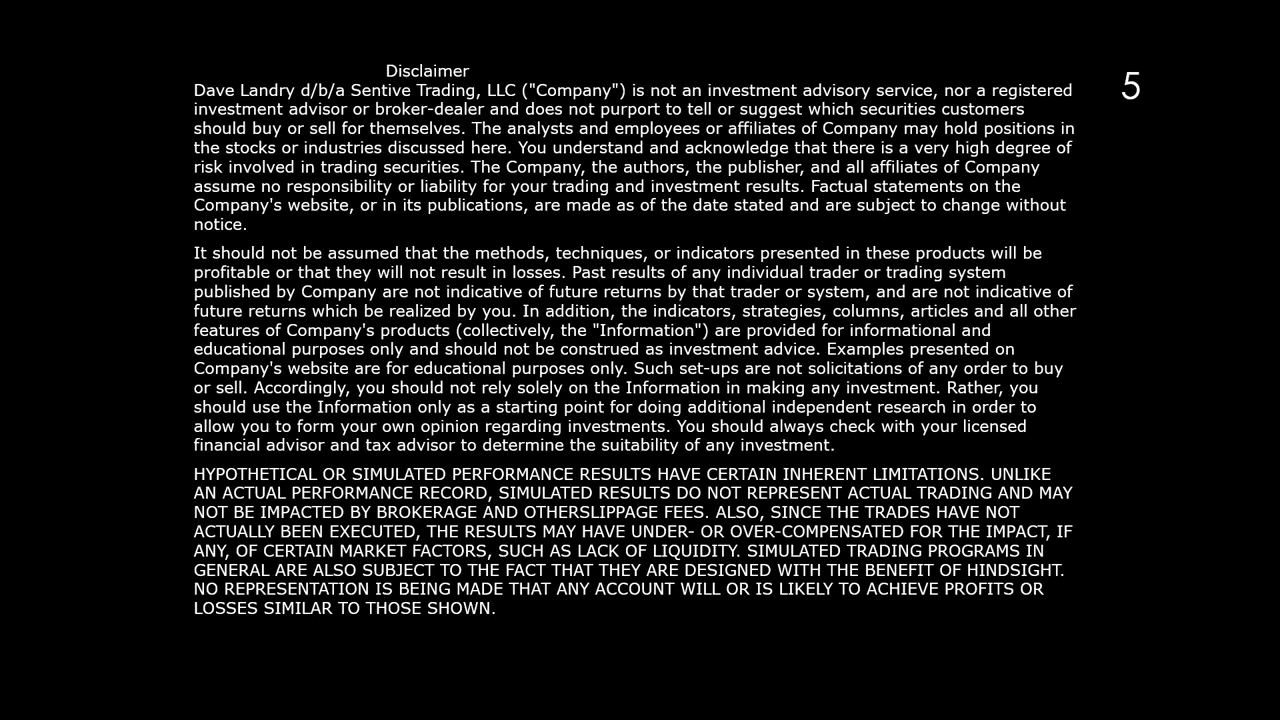 Disclaimer
5
Dave Landry d/b/a Sentive Trading, LLC ("Company") is not an investment advisory service, nor a registered
investment advisor or broker-dealer and does not purport to tell or suggest which securities customers
should buy or sell for themselves. The analysts and employees or affiliates of Company may hold positions in
the stocks or industries discussed here. You understand and acknowledge that there is a very high degree of
risk involved in trading securities. The Company, the authors, the publisher, and all affiliates of Company
assume no responsibility or liability for your trading and investment results. Factual statements on the
Company's website, or in its publications, are made as of the date stated and are subject to change without
notice.
It should not be assumed that the methods, techniques, or indicators presented in these products will be
profitable or that they will not result in losses. Past results of any individual trader or trading system
published by Company are not indicative of future returns by that trader or system, and are not indicative of
future returns which be realized by you. In addition, the indicators, strategies, columns, articles and all other
features of Company's products (collectively, the "Information") are provided for informational and
educational purposes only and should not be construed as investment advice. Examples presented on
Company's website are for educational purposes only. Such set-ups are not solicitations of any order to buy
or sell. Accordingly, you should not rely solely on the Information in making any investment. Rather, you
should use the Information only as a starting point for doing additional independent research in order to
allow you to form your own opinion regarding investments. You should always check with your licensed
financial advisor and tax advisor to determine the suitability of any investment.
HYPOTHETICAL OR SIMULATED PERFORMANCE RESULTS HAVE CERTAIN INHERENT LIMITATIONS. UNLIKE
AN ACTUAL PERFORMANCE RECORD, SIMULATED RESULTS DO NOT REPRESENT ACTUAL TRADING AND MAY
NOT BE IMPACTED BY BROKERAGE AND OTHERSLIPPAGE FEES. ALSO, SINCE THE TRADES HAVE NOT
ACTUALLY BEEN EXECUTED, THE RESULTS MAY HAVE UNDER- OR OVER-COMPENSATED FOR THE IMPACT, IF
ANY, OF CERTAIN MARKET FACTORS, SUCH AS LACK OF LIQUIDITY. SIMULATED TRADING PROGRAMS IN
GENERAL ARE ALSO SUBJECT TO THE FACT THAT THEY ARE DESIGNED WITH THE BENEFIT OF HINDSIGHT.
NO REPRESENTATION IS BEING MADE THAT ANY ACCOUNT WILL OR IS LIKELY TO ACHIEVE PROFITS OR
LOSSES SIMILAR TO THOSE SHOWN.